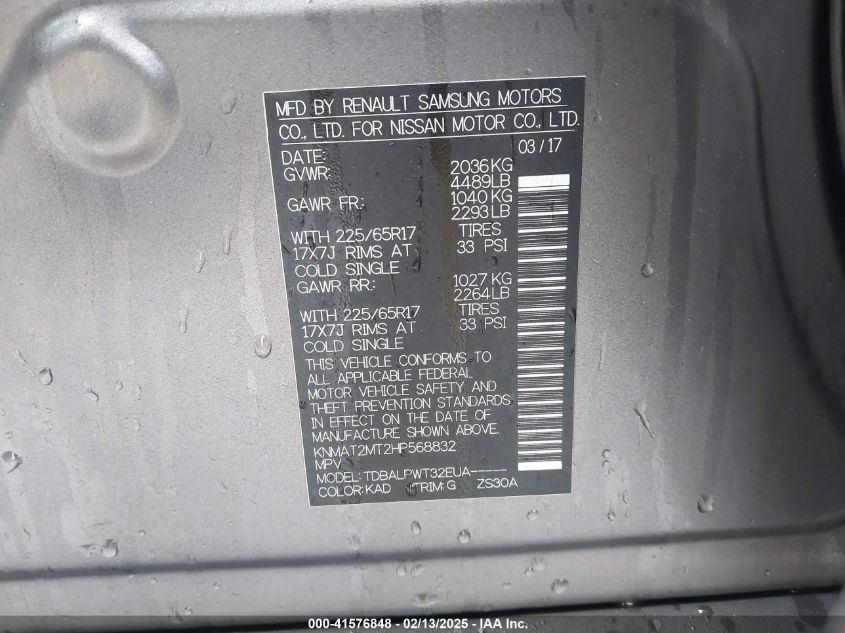 MFD BY RENAULT SAMSUNG MOTORS
CO., LTD. FOR NISSAN MOTOR CO., LTD.
DATE: 03/17
GVWR: 2036KG
4489LB
GAWR FR: 1040KG
2293LB
WITH 225/65R17 TIRES
17X7J RIMS AT 33 PSI
COLD SINGLE
GAWR RR: 1027KG
2264LB
WITH 225/65R17 TIRES
17X7J RIMS AT 33 PSI
COLD SINGLE
THIS VEHICLE CONFORMS TO
ALL APPLICABLE FEDERAL
MOTOR VEHICLE SAFETY AND
THEFT PREVENTION STANDARDS
IN EFFECT ON THE DATE OF
MANUFACTURE SHOWN ABOVE.
KNMAT2MT2HP568832
MPV
MODEL: TDBALPWT32EUA-----
COLOR:KAD TRIM:G ZS30A
000-41576848 - 02/13/2025 - IAA Inc.